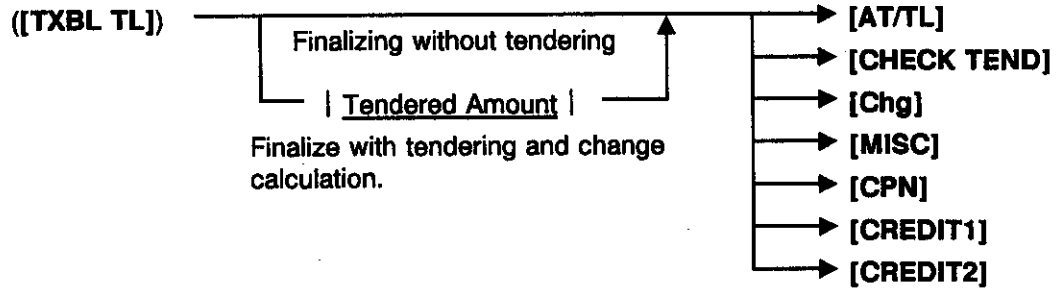 ([TXBL TL])
Finalizing without tendering
| Tendered Amount |
Finalize with tendering and change
calculation.
[AT/TL]
[CHECK TEND]
[Chg]
[MISC]
[CPN]
[CREDIT1]
[CREDIT2]